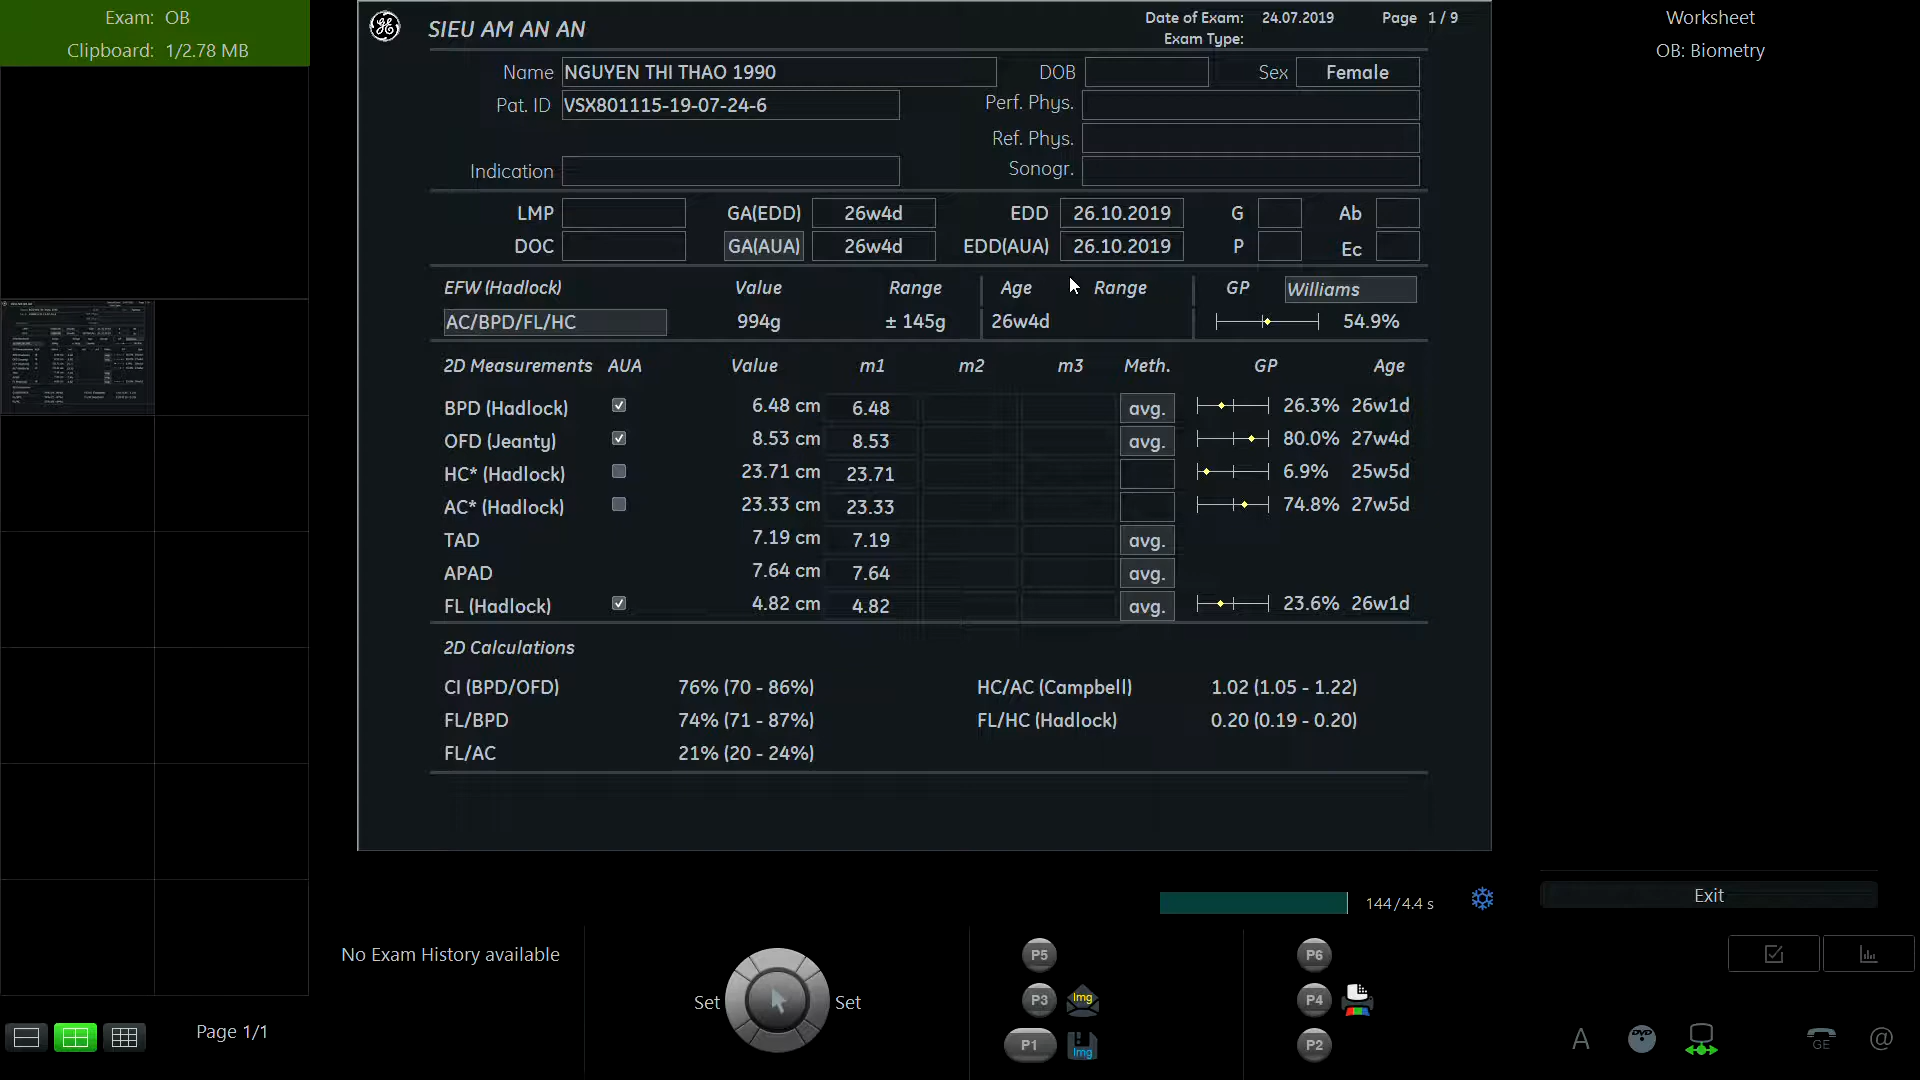 Exam: OB
Clipboard: 1/2.78 MB
SIEU AM AN AN
Date of Exam: 24.07.2019 Page 1 / 9
Exam Type:
Worksheet
OB: Biometry
Name NGUYEN THI THAO 1990 DOB Sex Female
Pat. ID VSX801115-19-07-24-6 Perf. Phys.
Ref. Phys.
Indication Sonogr.
LMP GA(EDD) 26w4d EDD 26.10.2019 G Ab
DOC GA(AUA) 26w4d EDD(AUA) 26.10.2019 P Ec
EFW (Hadlock) Value Range Age Range GP Williams
AC/BPD/FL/HC 994g ± 145g 26w4d 54.9%
2D Measurements AUA Value m1 m2 m3 Meth. GP Age
BPD (Hadlock) 6.48 cm 6.48 avg. 26.3% 26w1d
OFD (Jeanty) 8.53 cm 8.53 avg. 80.0% 27w4d
HC* (Hadlock) 23.71 cm 23.71 6.9% 25w5d
AC* (Hadlock) 23.33 cm 23.33 74.8% 27w5d
TAD 7.19 cm 7.19 avg.
APAD 7.64 cm 7.64 avg.
FL (Hadlock) 4.82 cm 4.82 avg. 23.6% 26w1d
2D Calculations
CI (BPD/OFD) 76% (70 - 86%) HC/AC (Campbell) 1.02 (1.05 - 1.22)
FL/BPD 74% (71 - 87%) FL/HC (Hadlock) 0.20 (0.19 - 0.20)
FL/AC 21% (20 - 24%)
144/4.4 s
Exit
No Exam History available
Set Set
P5 P6
P3 Img P4
P1 Img P2
Page 1/1
A DVD GE @